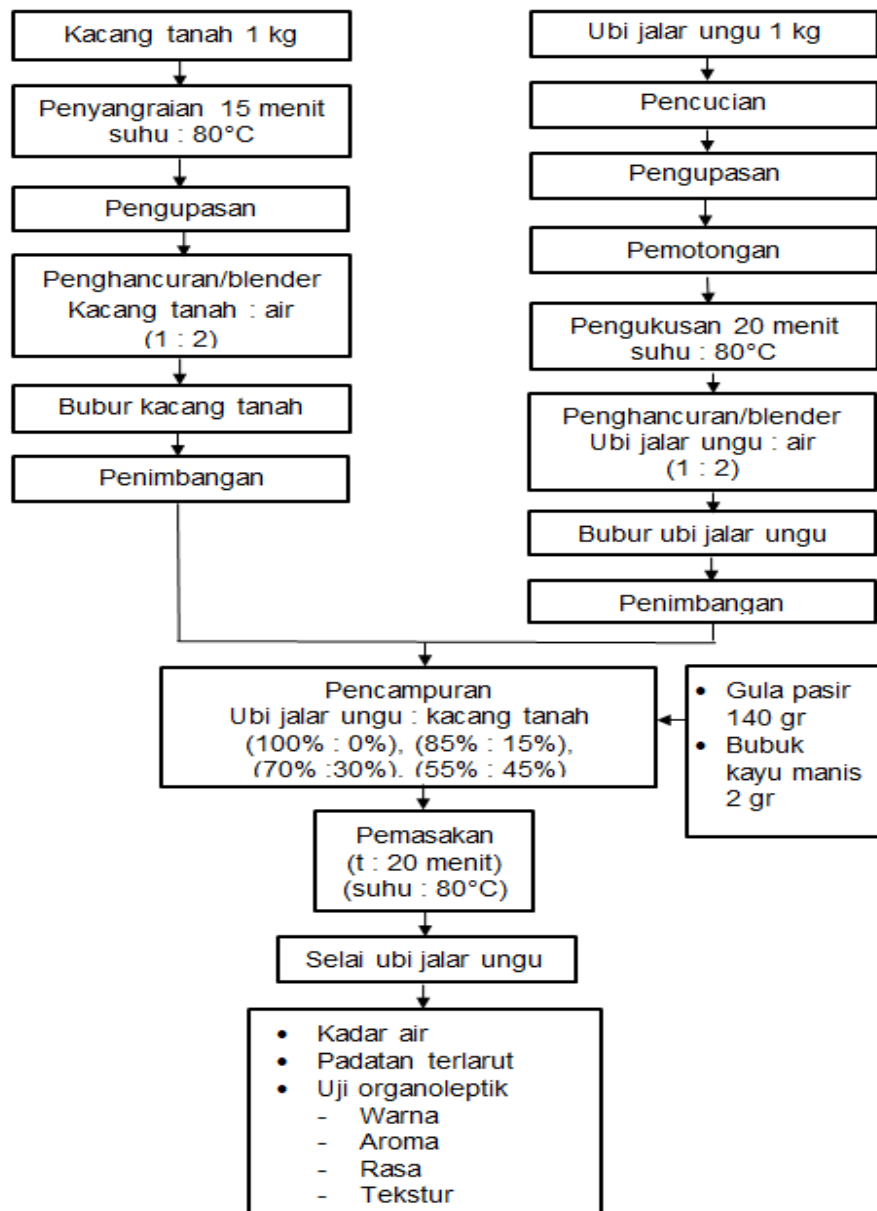 Kacang tanah 1 kg
Penyangraian 15 menit
suhu : 80°C
Pengupasan
Penghancuran/blender
Kacang tanah : air
(1 : 2)
Bubur kacang tanah
Penimbangan
Ubi jalar ungu 1 kg
Pencucian
Pengupasan
Pemotongan
Pengukusan 20 menit
suhu : 80°C
Penghancuran/blender
Ubi jalar ungu : air
(1 : 2)
Bubur ubi jalar ungu
Penimbangan
Pencampuran
Ubi jalar ungu : kacang tanah
(100% : 0%), (85% : 15%),
(70% :30%). (55% : 45%)
• Gula pasir
140 gr
• Bubuk
kayu manis
2 gr
Pemasakan
(t : 20 menit)
(suhu : 80°C)
Selai ubi jalar ungu
• Kadar air
• Padatan terlarut
• Uji organoleptik
- Warna
- Aroma
- Rasa
- Tekstur